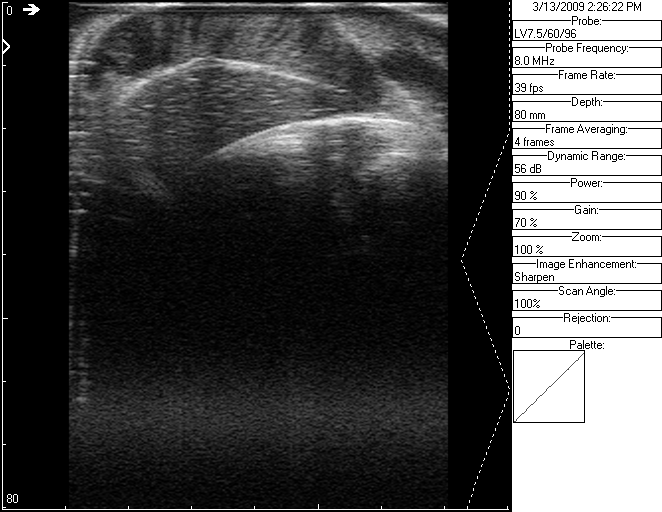 0
80
3/13/2009 2:26:22 PM
Probe:
LV7.5/60/96
Probe Frequency:
8.0 MHz
Frame Rate:
39 fps
Depth:
80 mm
Frame Averaging:
4 frames
Dynamic Range:
56 dB
Power:
90 %
Gain:
70 %
Zoom:
100 %
Image Enhancement:
Sharpen
Scan Angle:
100%
Rejection:
0
Palette: